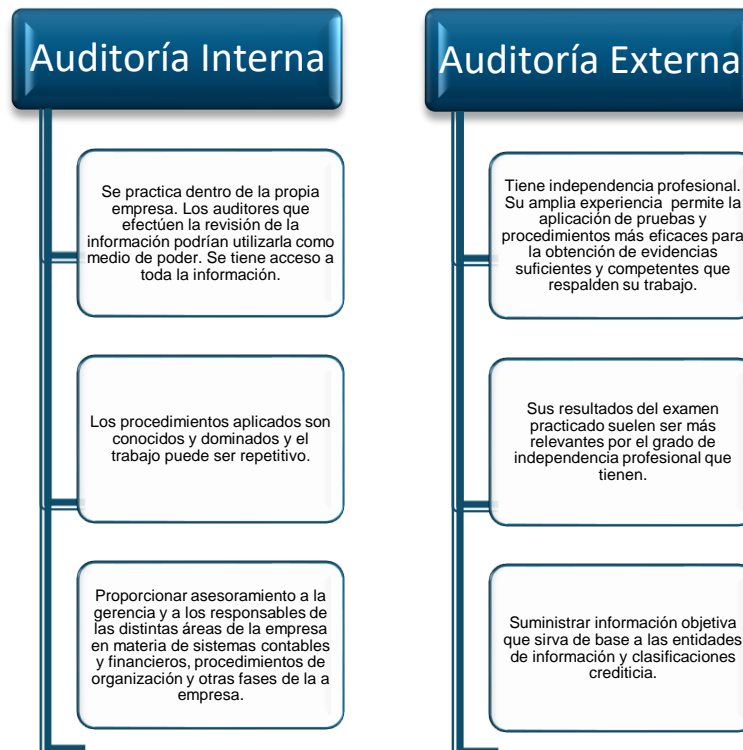 Auditoría Interna
Se practica dentro de la propia
empresa. Los auditores que
efectúen la revisión de la
información podrían utilizarla como
medio de poder. Se tiene acceso a
toda la información.
Los procedimientos aplicados son
conocidos y dominados y el
trabajo puede ser repetitivo.
Proporcionar asesoramiento a la
gerencia y a los responsables de
las distintas áreas de la empresa
en materia de sistemas contables
y financieros, procedimientos de
organización y otras fases de la a
empresa.
Auditoría Externa
Tiene independencia profesional.
Su amplia experiencia permite la
aplicación de pruebas y
procedimientos más eficaces para
la obtención de evidencias
suficientes y competentes que
respalden su trabajo.
Sus resultados del examen
practicado suelen ser más
relevantes por el grado de
independencia profesional que
tienen.
Suministrar información objetiva
que sirva de base a las entidades
de información y clasificaciones
crediticia.